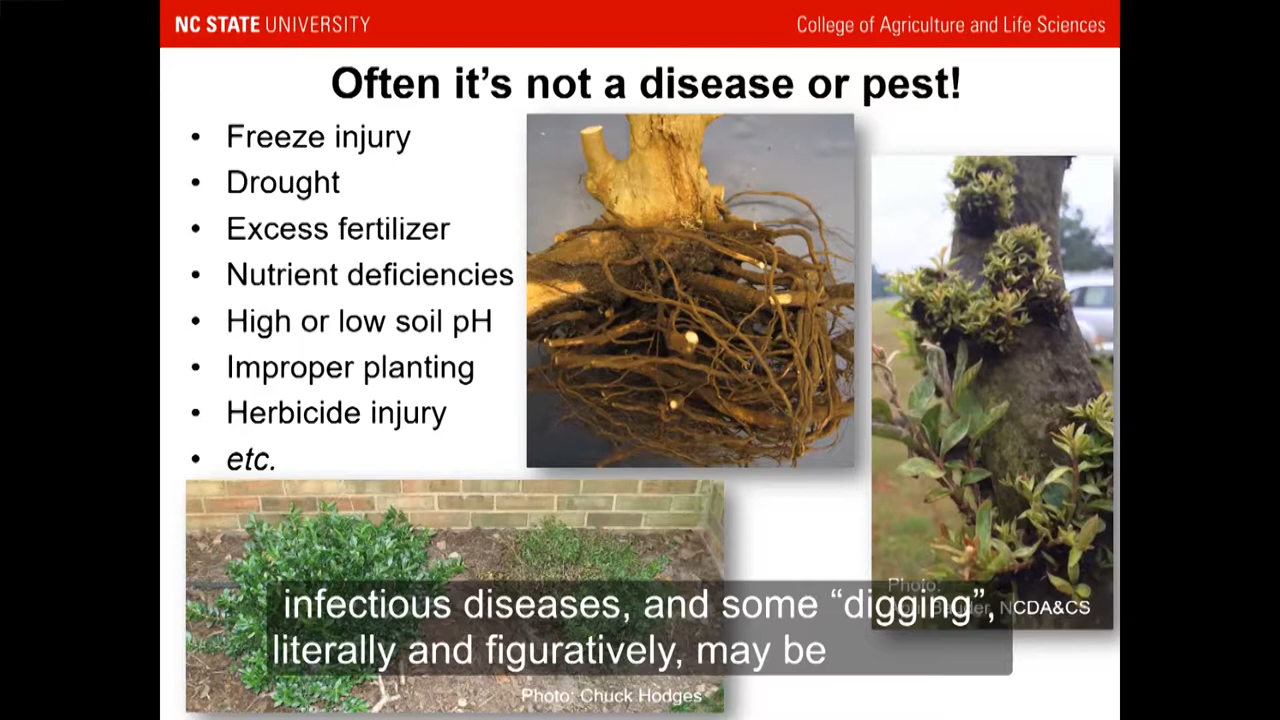 NC STATE UNIVERSITY
College of Agriculture and Life Sciences
Often it’s not a disease or pest!
• Freeze injury
• Drought
• Excess fertilizer
• Nutrient deficiencies
• High or low soil pH
• Improper planting
• Herbicide injury
• etc.
Photo:
NCDA&CS
infectious diseases, and some “digging”,
literally and figuratively, may be
Photo: Chuck Hodges